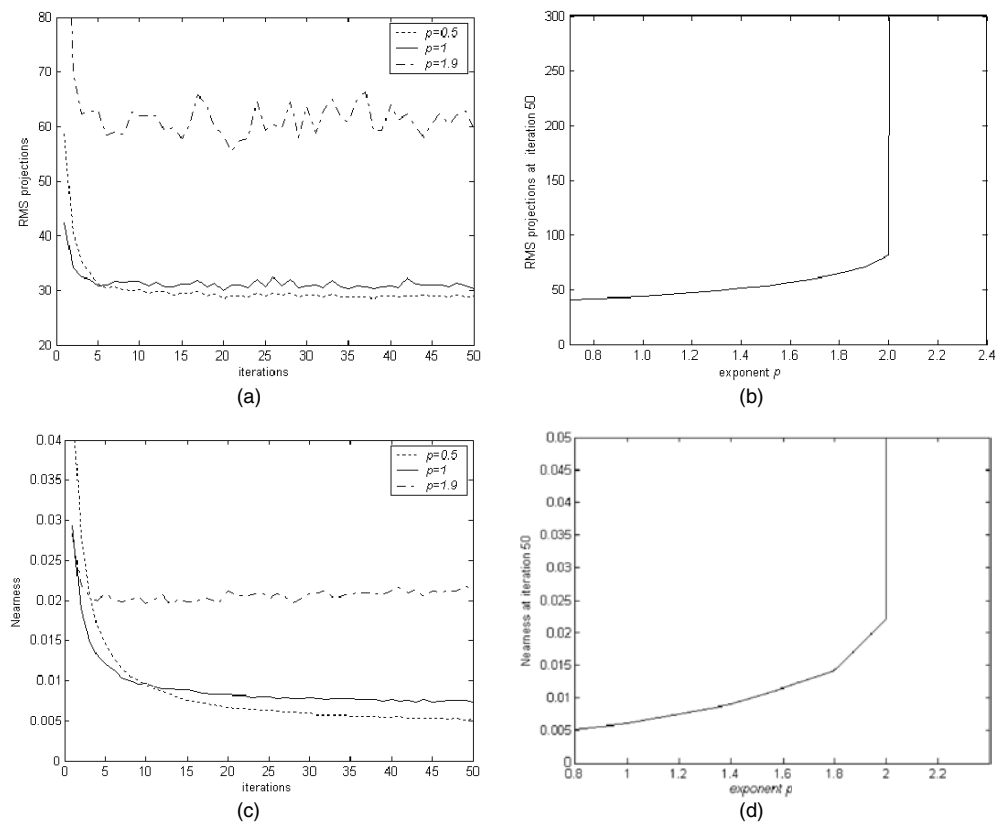 80
70
60
50
40
30
20
RMS projections
p=0.5
p=1
p=1.9
0 5 10 15 20 25 30 35 40 45 50
iterations
(a)
300
250
200
150
100
50
0
RMS projections at iteration 50
0.8 1.0 1.2 1.4 1.6 1.8 2.0 2.2 2.4
exponent p
(b)
0.04
0.035
0.03
0.025
0.02
0.015
0.01
0.005
0
Nearness
p=0.5
p=1
p=1.9
0 5 10 15 20 25 30 35 40 45 50
iterations
(c)
0.05
0.045
0.04
0.035
0.03
0.025
0.02
0.015
0.01
0.005
0
Nearness at iteration 50
0.8 1 1.2 1.4 1.6 1.8 2 2.2
exponent p
(d)